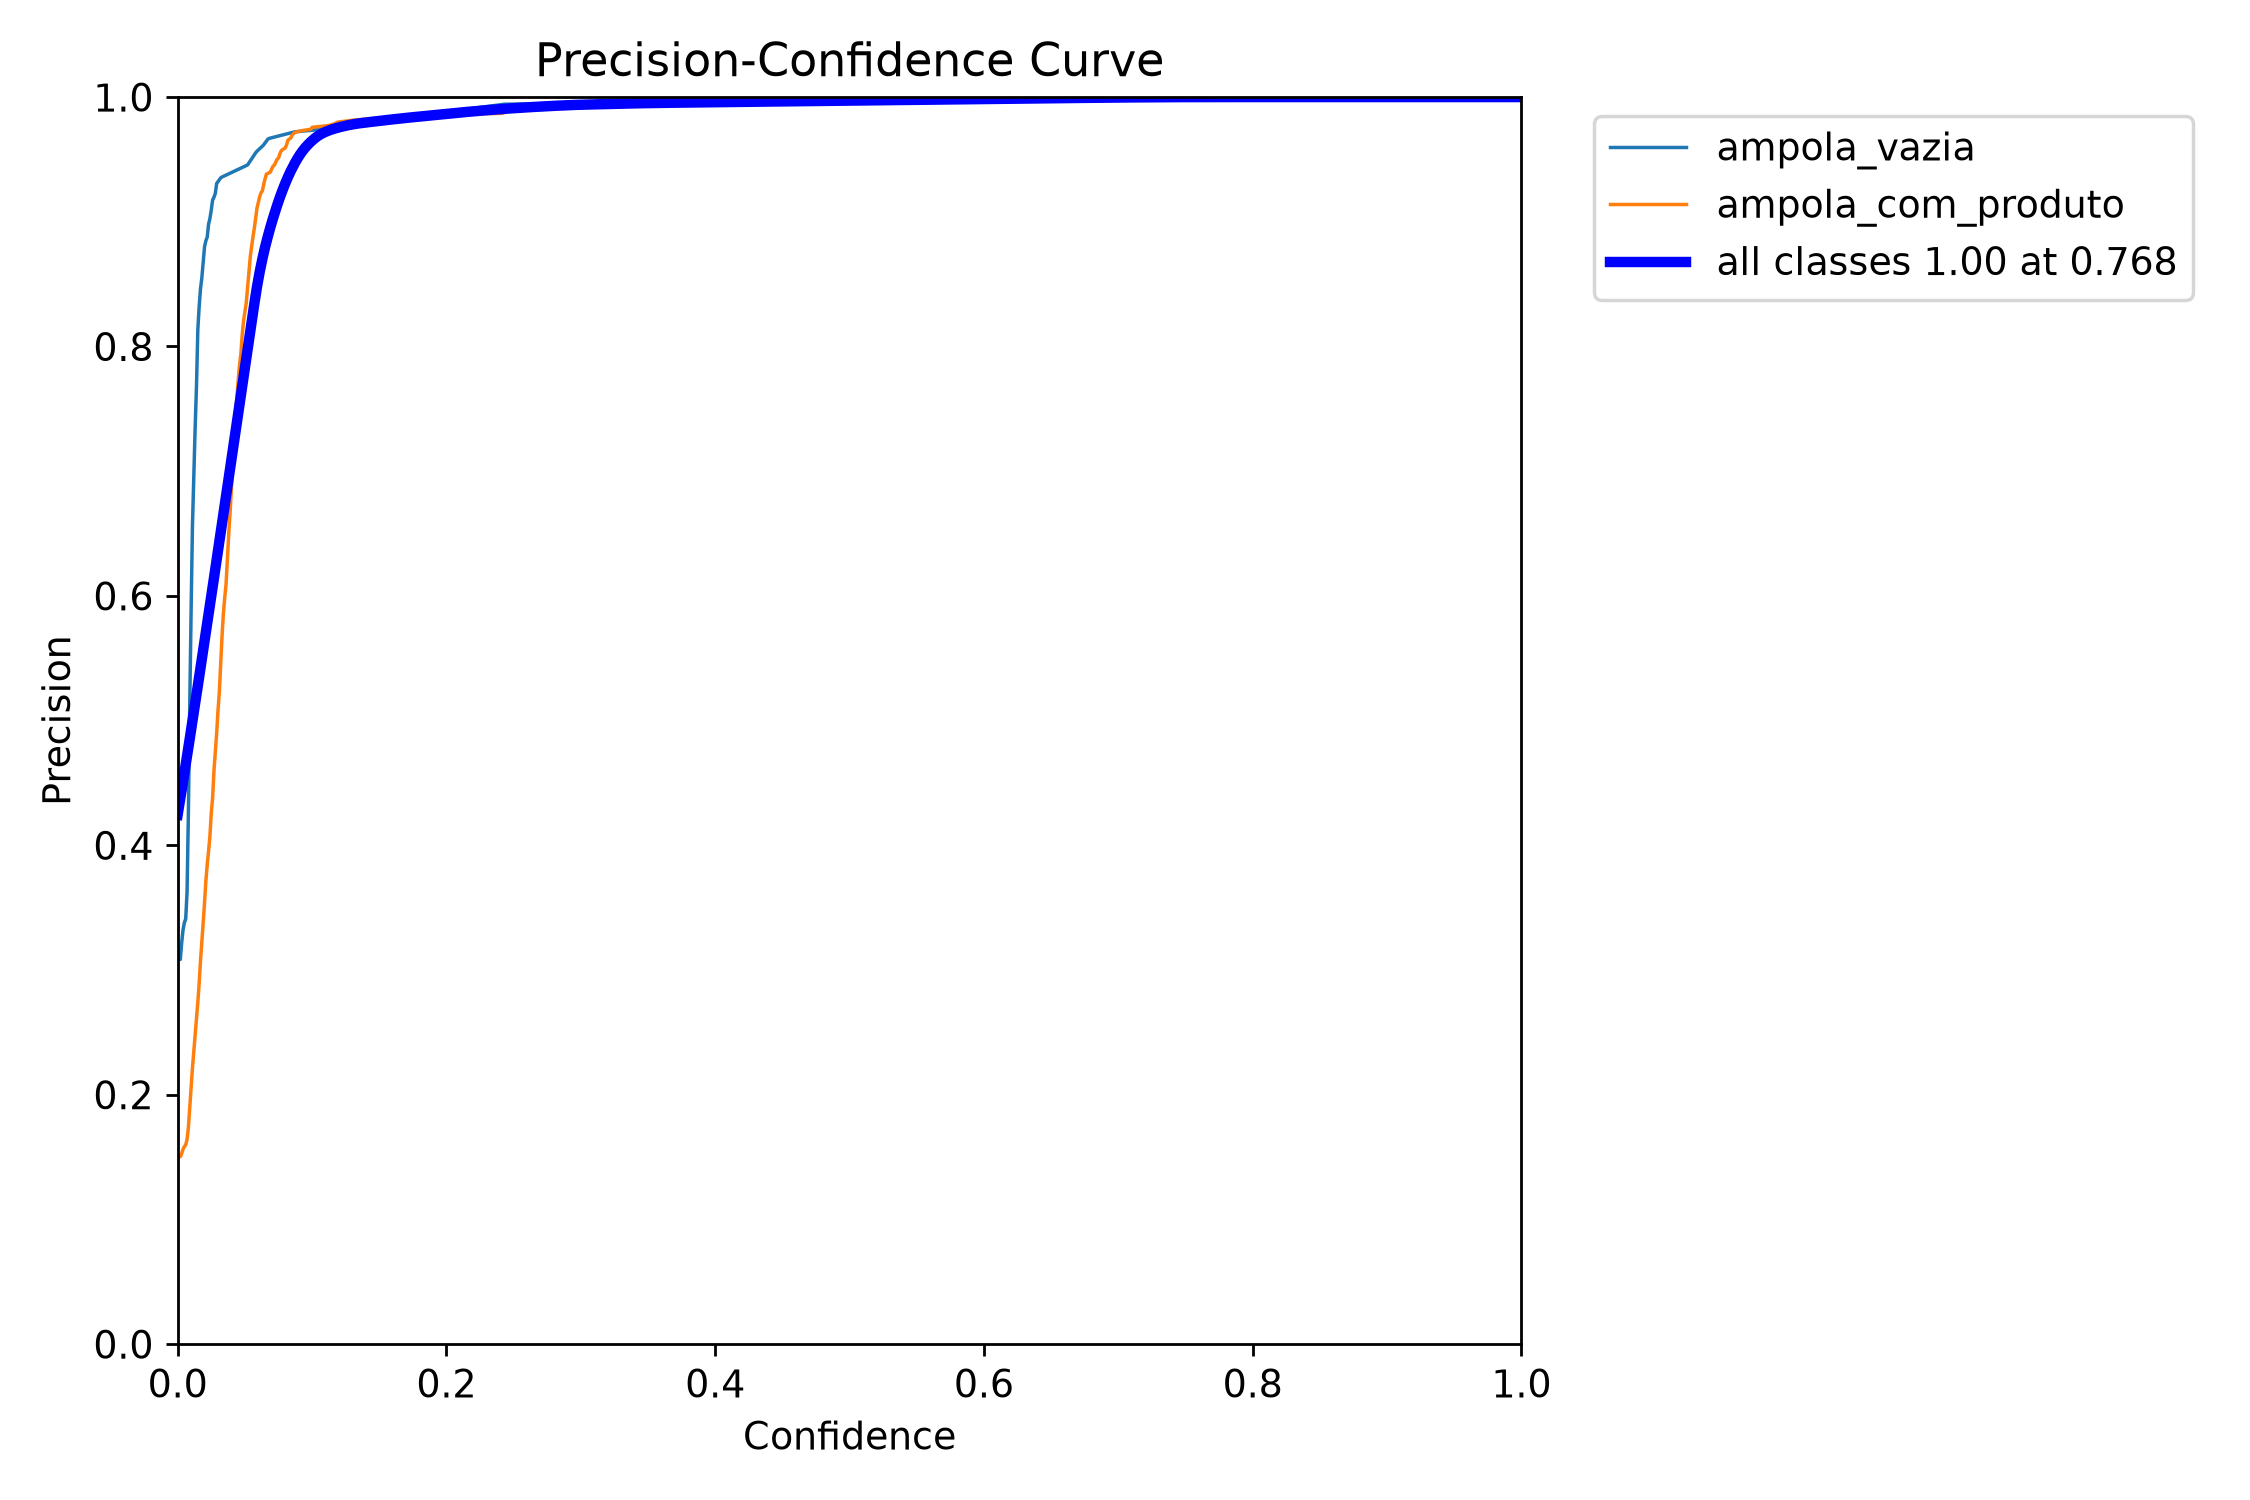 Precision-Confidence Curve
1.0
0.8
0.6
0.4
0.2
0.0
Precision
0.0 0.2 0.4 0.6 0.8 1.0
Confidence
ampola_vazia
ampola_com_produto
all classes 1.00 at 0.768